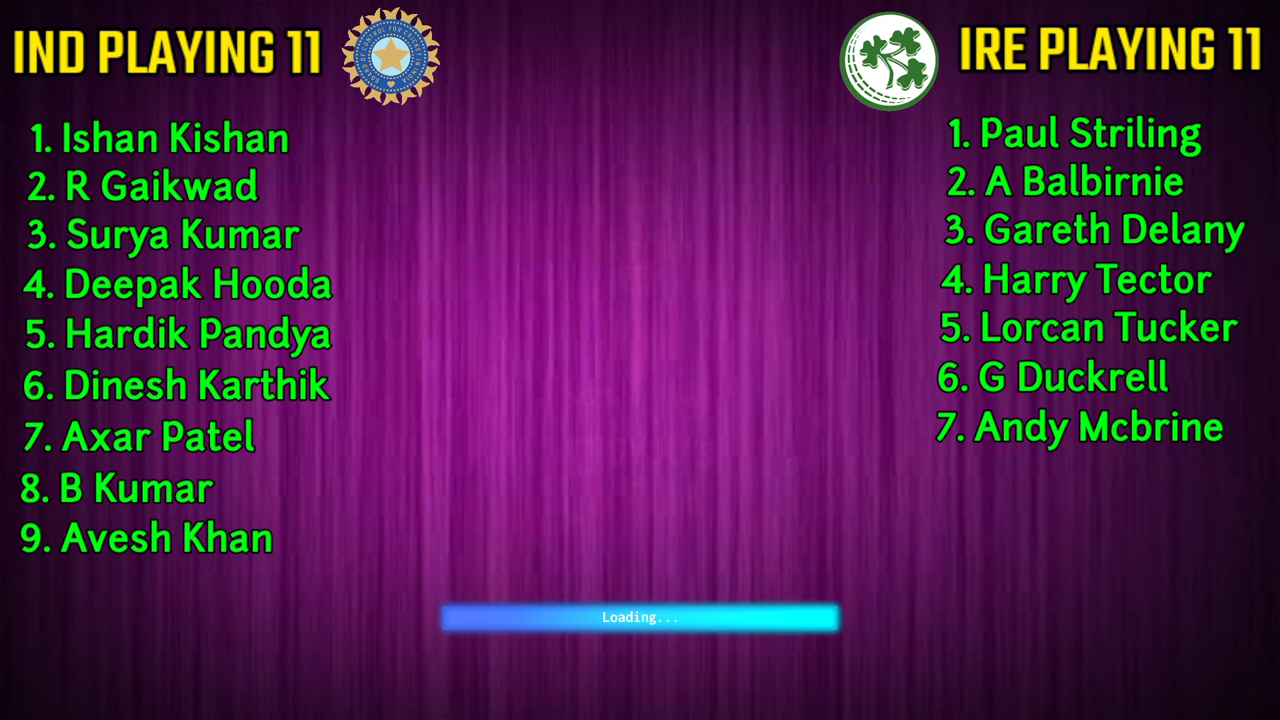 IND PLAYING 11
1. Ishan Kishan
2. R Gaikwad
3. Surya Kumar
4. Deepak Hooda
5. Hardik Pandya
6. Dinesh Karthik
7. Axar Patel
8. B Kumar
9. Avesh Khan
IRE PLAYING 11
1. Paul Striling
2. A Balbirnie
3. Gareth Delany
4. Harry Tector
5. Lorcan Tucker
6. G Duckrell
7. Andy Mcbrine
Loading...